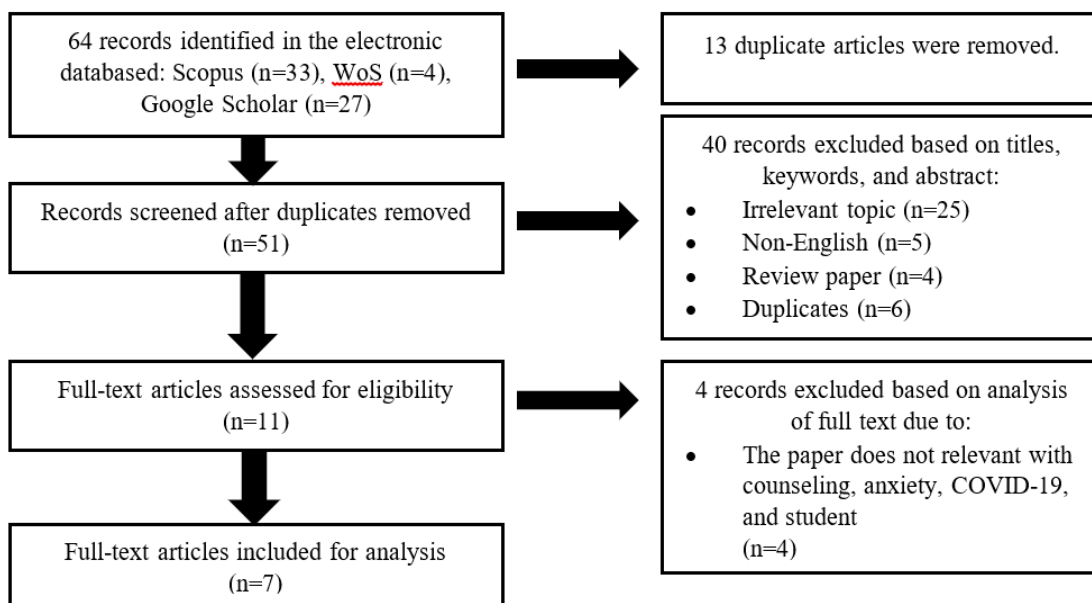 64 records identified in the electronic
databased: Scopus (n=33), WoS (n=4),
Google Scholar (n=27)
13 duplicate articles were removed.
Records screened after duplicates removed
(n=51)
40 records excluded based on titles,
keywords, and abstract:
• Irrelevant topic (n=25)
• Non-English (n=5)
• Review paper (n=4)
• Duplicates (n=6)
Full-text articles assessed for eligibility
(n=11)
4 records excluded based on analysis
of full text due to:
• The paper does not relevant with
counseling, anxiety, COVID-19,
and student
(n=4)
Full-text articles included for analysis
(n=7)